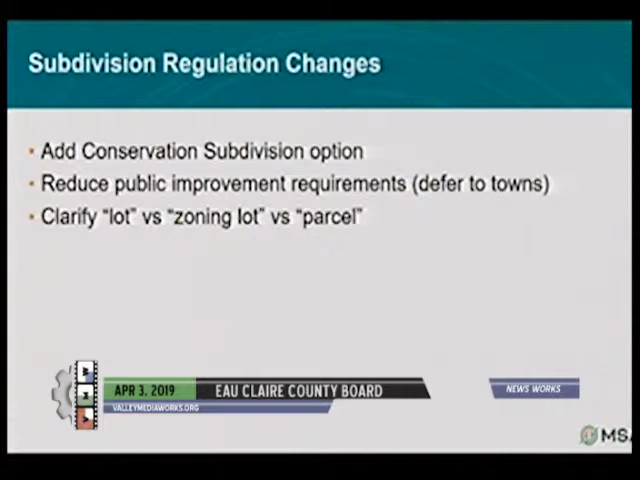 Subdivision Regulation Changes
• Add Conservation Subdivision option
• Reduce public improvement requirements (defer to towns)
• Clarify “lot” vs “zoning lot” vs “parcel”
APR 3. 2019 EAU CLAIRE COUNTY BOARD NEWS WORKS
VALLEYMEDIAWORKS.ORG
MSA